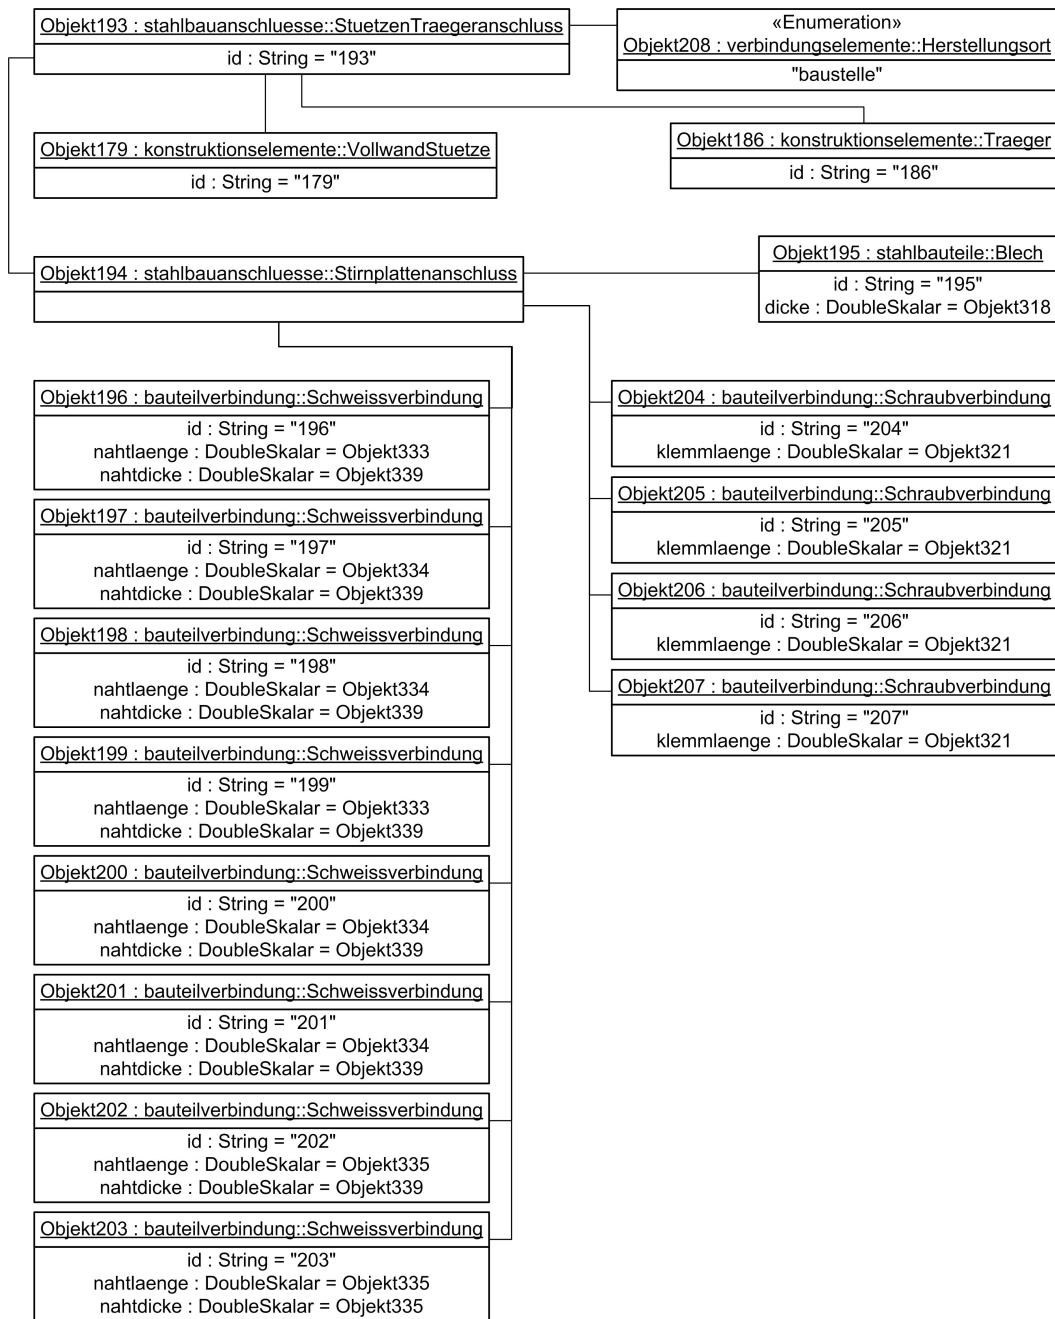 Objekt193 : stahlbauanschluesse::StuetzenTraegeranschluss
id : String = "193"
«Enumeration»
Objekt208 : verbindungselemente::Herstellungsort
"baustelle"
Objekt179 : konstruktionselemente::VollwandStuetze
id : String = "179"
Objekt186 : konstruktionselemente::Traeger
id : String = "186"
Objekt194 : stahlbauanschluesse::Stirnplattenanschluss
Objekt195 : stahlbauteile::Blech
id : String = "195"
dicke : DoubleSkalar = Objekt318
Objekt196 : bauteilverbindung::Schweissverbindung
id : String = "196"
nahtlaenge : DoubleSkalar = Objekt333
nahtdicke : DoubleSkalar = Objekt339
Objekt197 : bauteilverbindung::Schweissverbindung
id : String = "197"
nahtlaenge : DoubleSkalar = Objekt334
nahtdicke : DoubleSkalar = Objekt339
Objekt198 : bauteilverbindung::Schweissverbindung
id : String = "198"
nahtlaenge : DoubleSkalar = Objekt334
nahtdicke : DoubleSkalar = Objekt339
Objekt199 : bauteilverbindung::Schweissverbindung
id : String = "199"
nahtlaenge : DoubleSkalar = Objekt333
nahtdicke : DoubleSkalar = Objekt339
Objekt200 : bauteilverbindung::Schweissverbindung
id : String = "200"
nahtlaenge : DoubleSkalar = Objekt334
nahtdicke : DoubleSkalar = Objekt339
Objekt201 : bauteilverbindung::Schweissverbindung
id : String = "201"
nahtlaenge : DoubleSkalar = Objekt334
nahtdicke : DoubleSkalar = Objekt339
Objekt202 : bauteilverbindung::Schweissverbindung
id : String = "202"
nahtlaenge : DoubleSkalar = Objekt335
nahtdicke : DoubleSkalar = Objekt339
Objekt203 : bauteilverbindung::Schweissverbindung
id : String = "203"
nahtlaenge : DoubleSkalar = Objekt335
nahtdicke : DoubleSkalar = Objekt335
Objekt204 : bauteilverbindung::Schraubverbindung
id : String = "204"
klemmlaenge : DoubleSkalar = Objekt321
Objekt205 : bauteilverbindung::Schraubverbindung
id : String = "205"
klemmlaenge : DoubleSkalar = Objekt321
Objekt206 : bauteilverbindung::Schraubverbindung
id : String = "206"
klemmlaenge : DoubleSkalar = Objekt321
Objekt207 : bauteilverbindung::Schraubverbindung
id : String = "207"
klemmlaenge : DoubleSkalar = Objekt321